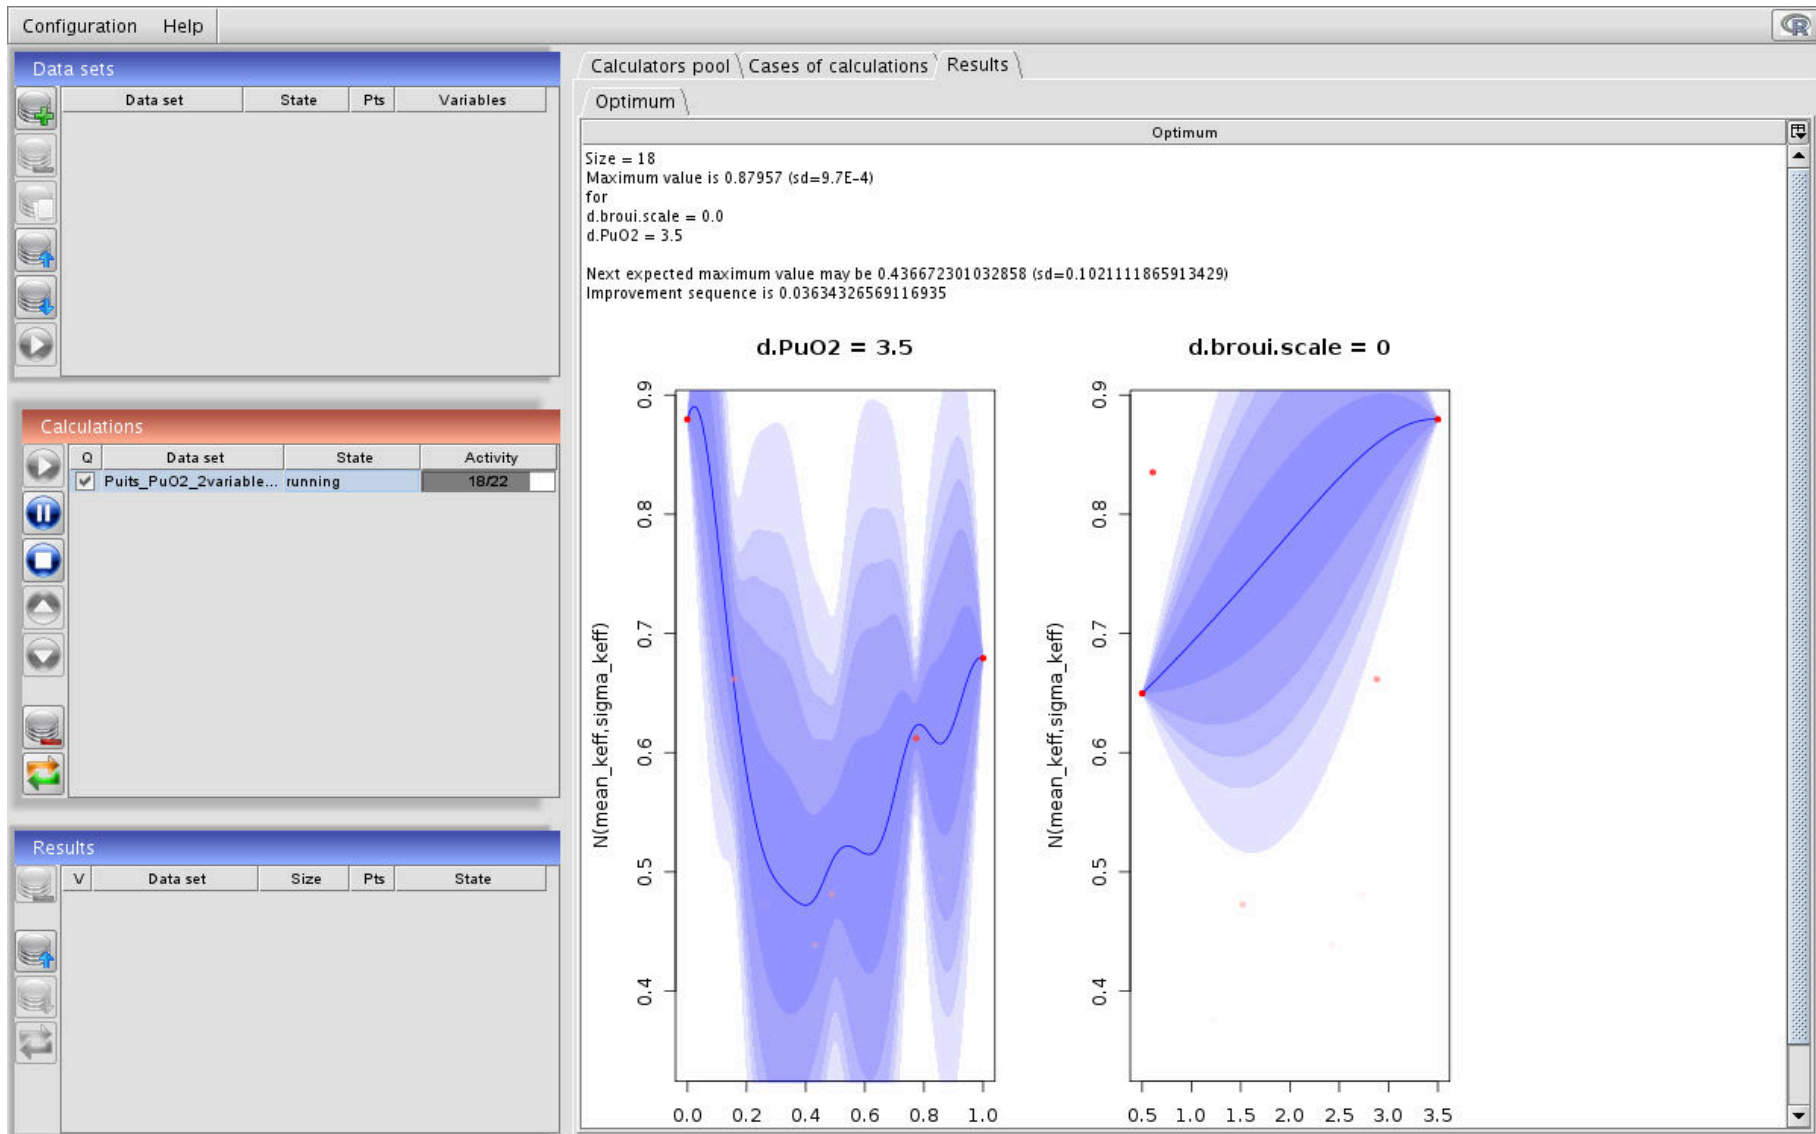 Configuration Help
R
Data sets
Data set State Pts Variables
Calculations
Q Data set State Activity
Puits_PuO2_2variable... running 18/22
Results
V Data set Size Pts State
Calculators pool Cases of calculations Results
Optimum
Optimum
Size = 18
Maximum value is 0.87957 (sd=9.7E-4)
for
d.broui.scale = 0.0
d.PuO2 = 3.5
Next expected maximum value may be 0.436672301032858 (sd=0.1021111865913429)
Improvement sequence is 0.03634326569116935
d.PuO2 = 3.5
N(mean_keff,sigma_keff)
0.9
0.8
0.7
0.6
0.5
0.4
0.0 0.2 0.4 0.6 0.8 1.0
d.broui.scale = 0
N(mean_keff,sigma_keff)
0.9
0.8
0.7
0.6
0.5
0.4
0.5 1.0 1.5 2.0 2.5 3.0 3.5